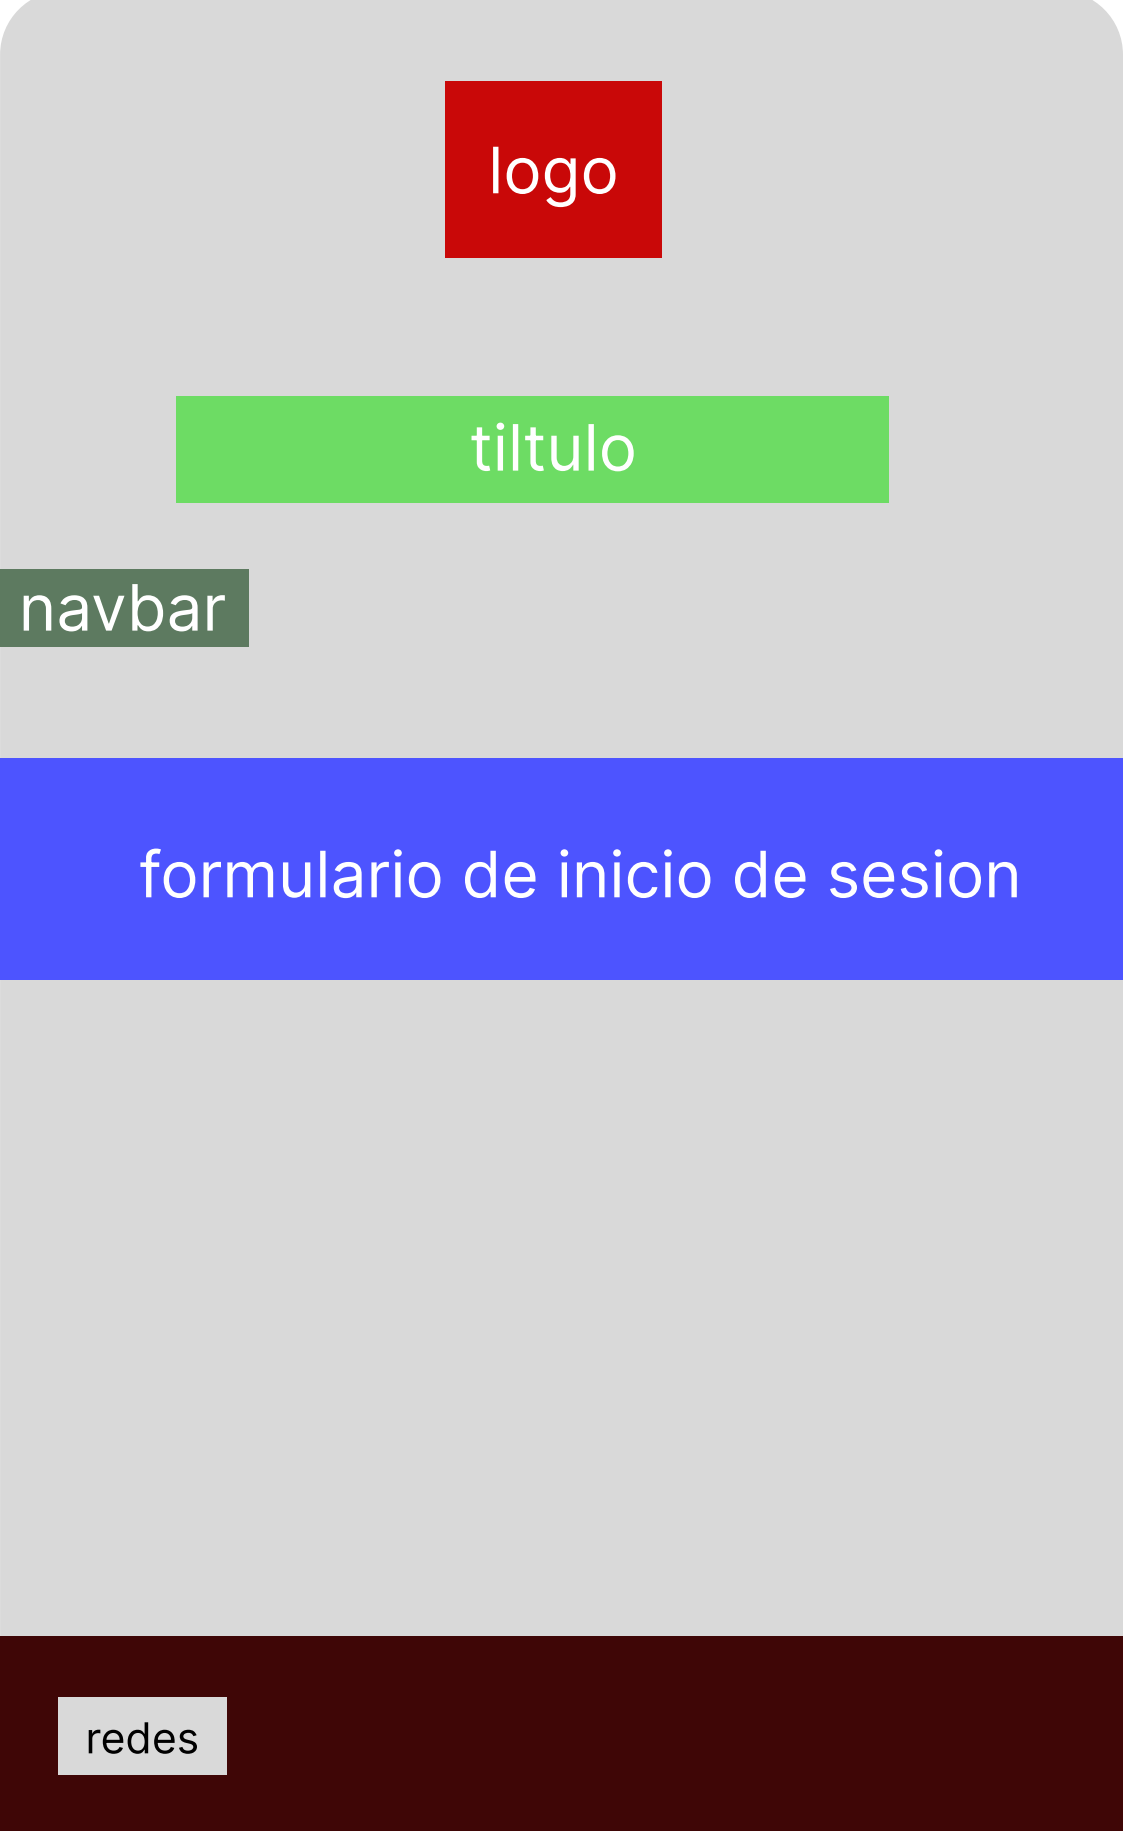 logo
tiltulo
navbar
formulario de inicio de sesion
redes